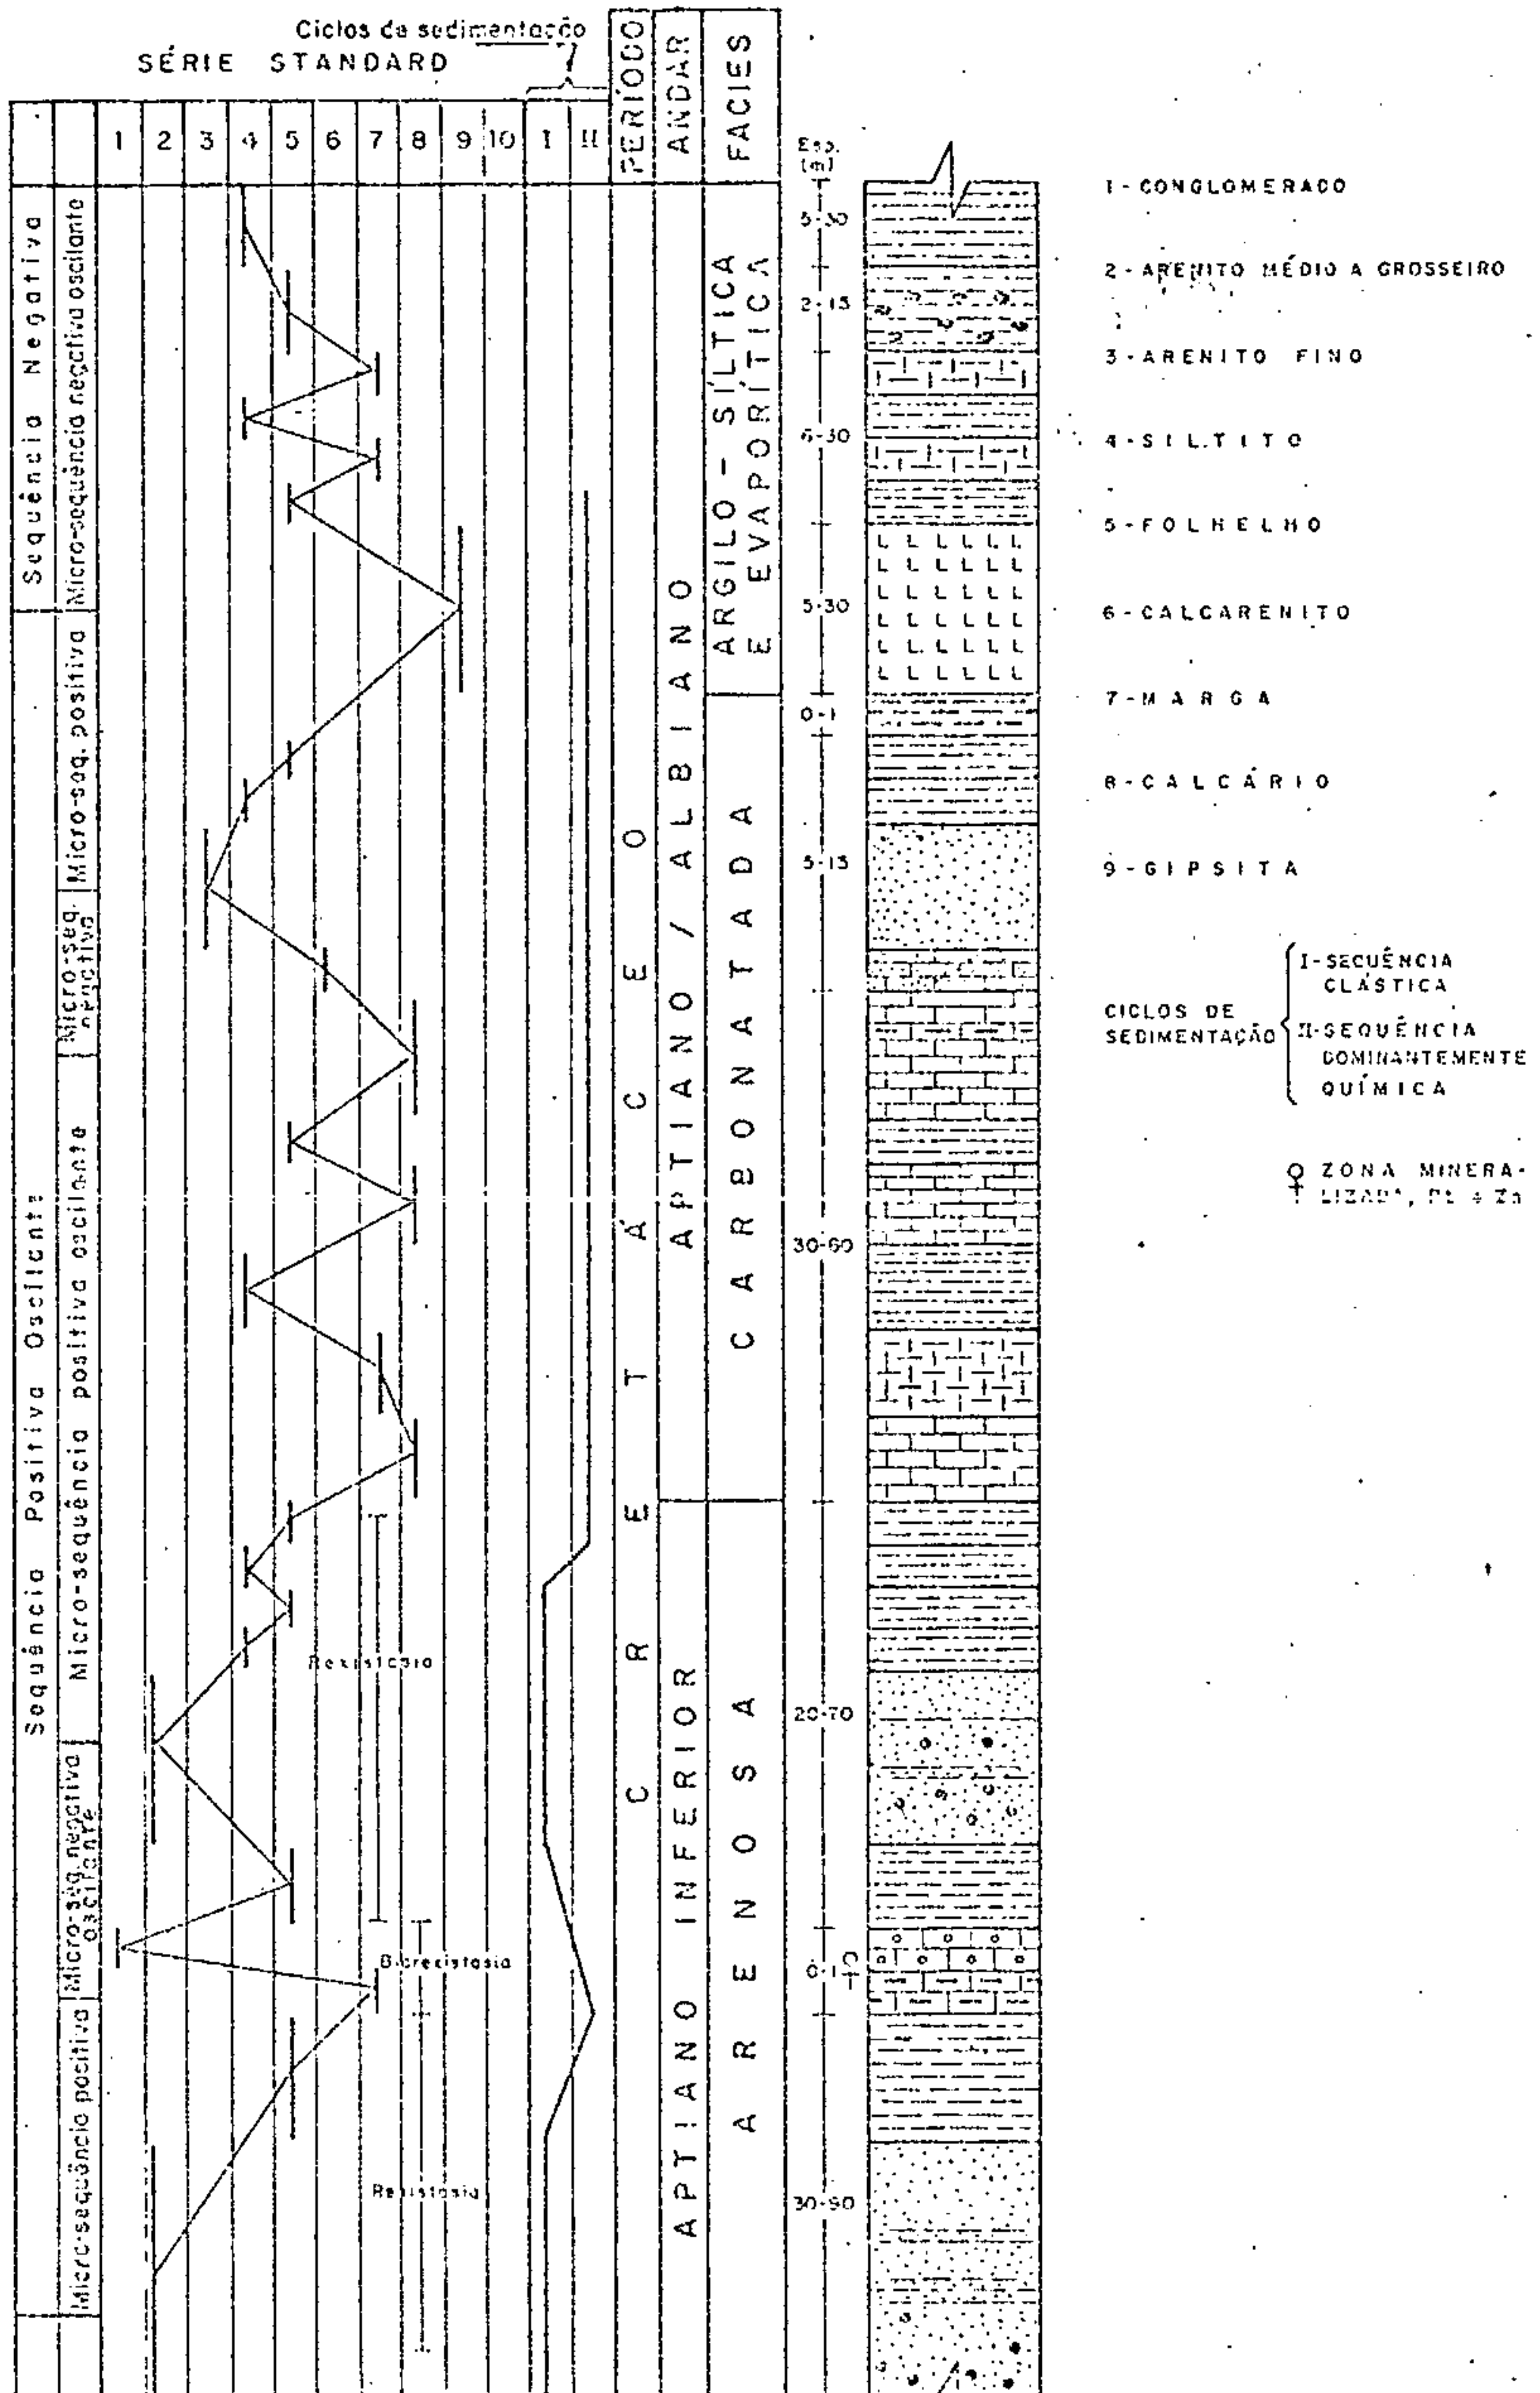 Ciclos de sedimentação
SÉRIE STANDARD
1 2 3 4 5 6 7 8 9 10 I II
PERÍODO
ANDAR
FACIES
Esp.
(m)
Sequência Negativa
Micro-sequência negativa oscilante
Micro-seq. positiva
Micro-seq.
negativa
Sequência Positiva Oscilante
Micro-sequência positiva oscilante
Micro-seq. negativa
oscilante
Micro-sequência positiva
Rexistasia
Biorexistasia
Rexistasia
CRETÁCEO
APTIANO / ALBIANO
APTIANO INFERIOR
ARGILO - SÍLTICA
E EVAPORÍTICA
CARBONATADA
ARENOSA
5-30
2-15
6-30
5-30
0-1
5-15
30-60
20-70
0-1
30-90
1 - CONGLOMERADO
2 - ARENITO MÉDIO A GROSSEIRO
3 - ARENITO FINO
4 - SILTITO
5 - FOLHELHO
6 - CALCARENITO
7 - MARGA
8 - CALCÁRIO
9 - GIPSITA
CICLOS DE
SEDIMENTAÇÃO
I - SEQUÊNCIA
CLÁSTICA
II - SEQUÊNCIA
DOMINANTEMENTE
QUÍMICA
ZONA MINERA-
LIZADA, Pb + Zn